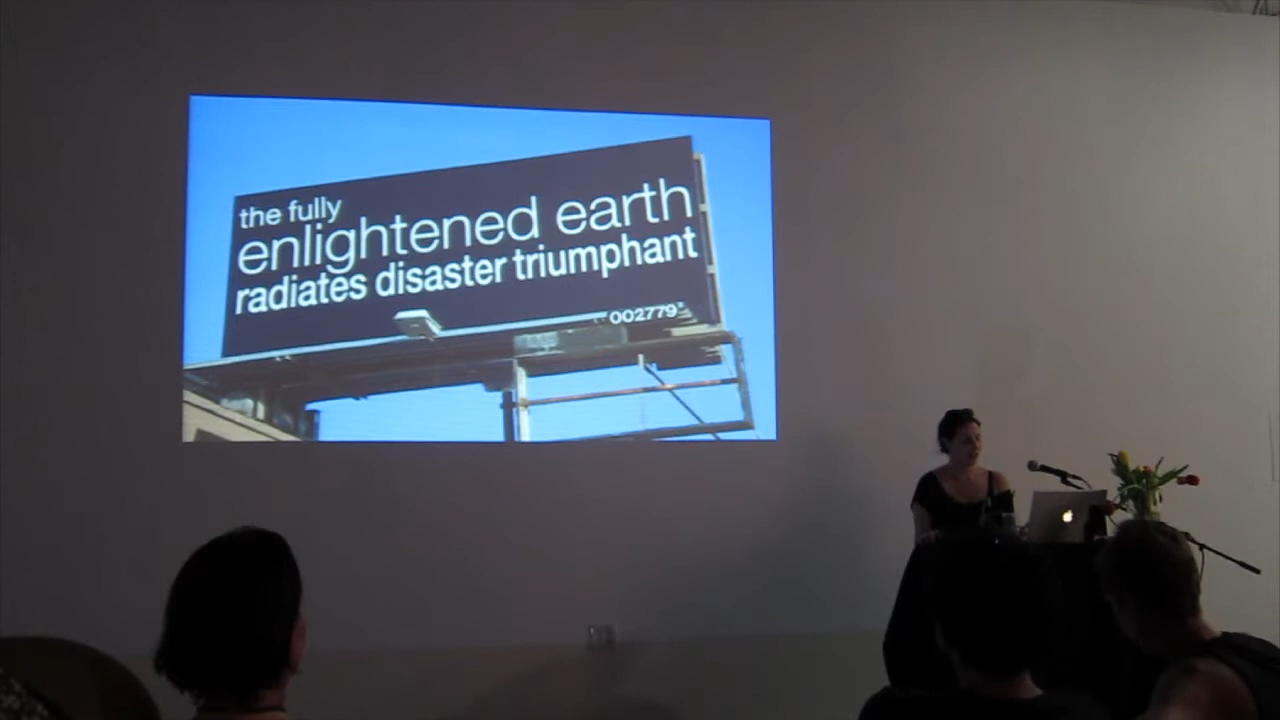 the fully
enlightened earth
radiates disaster triumphant
002779